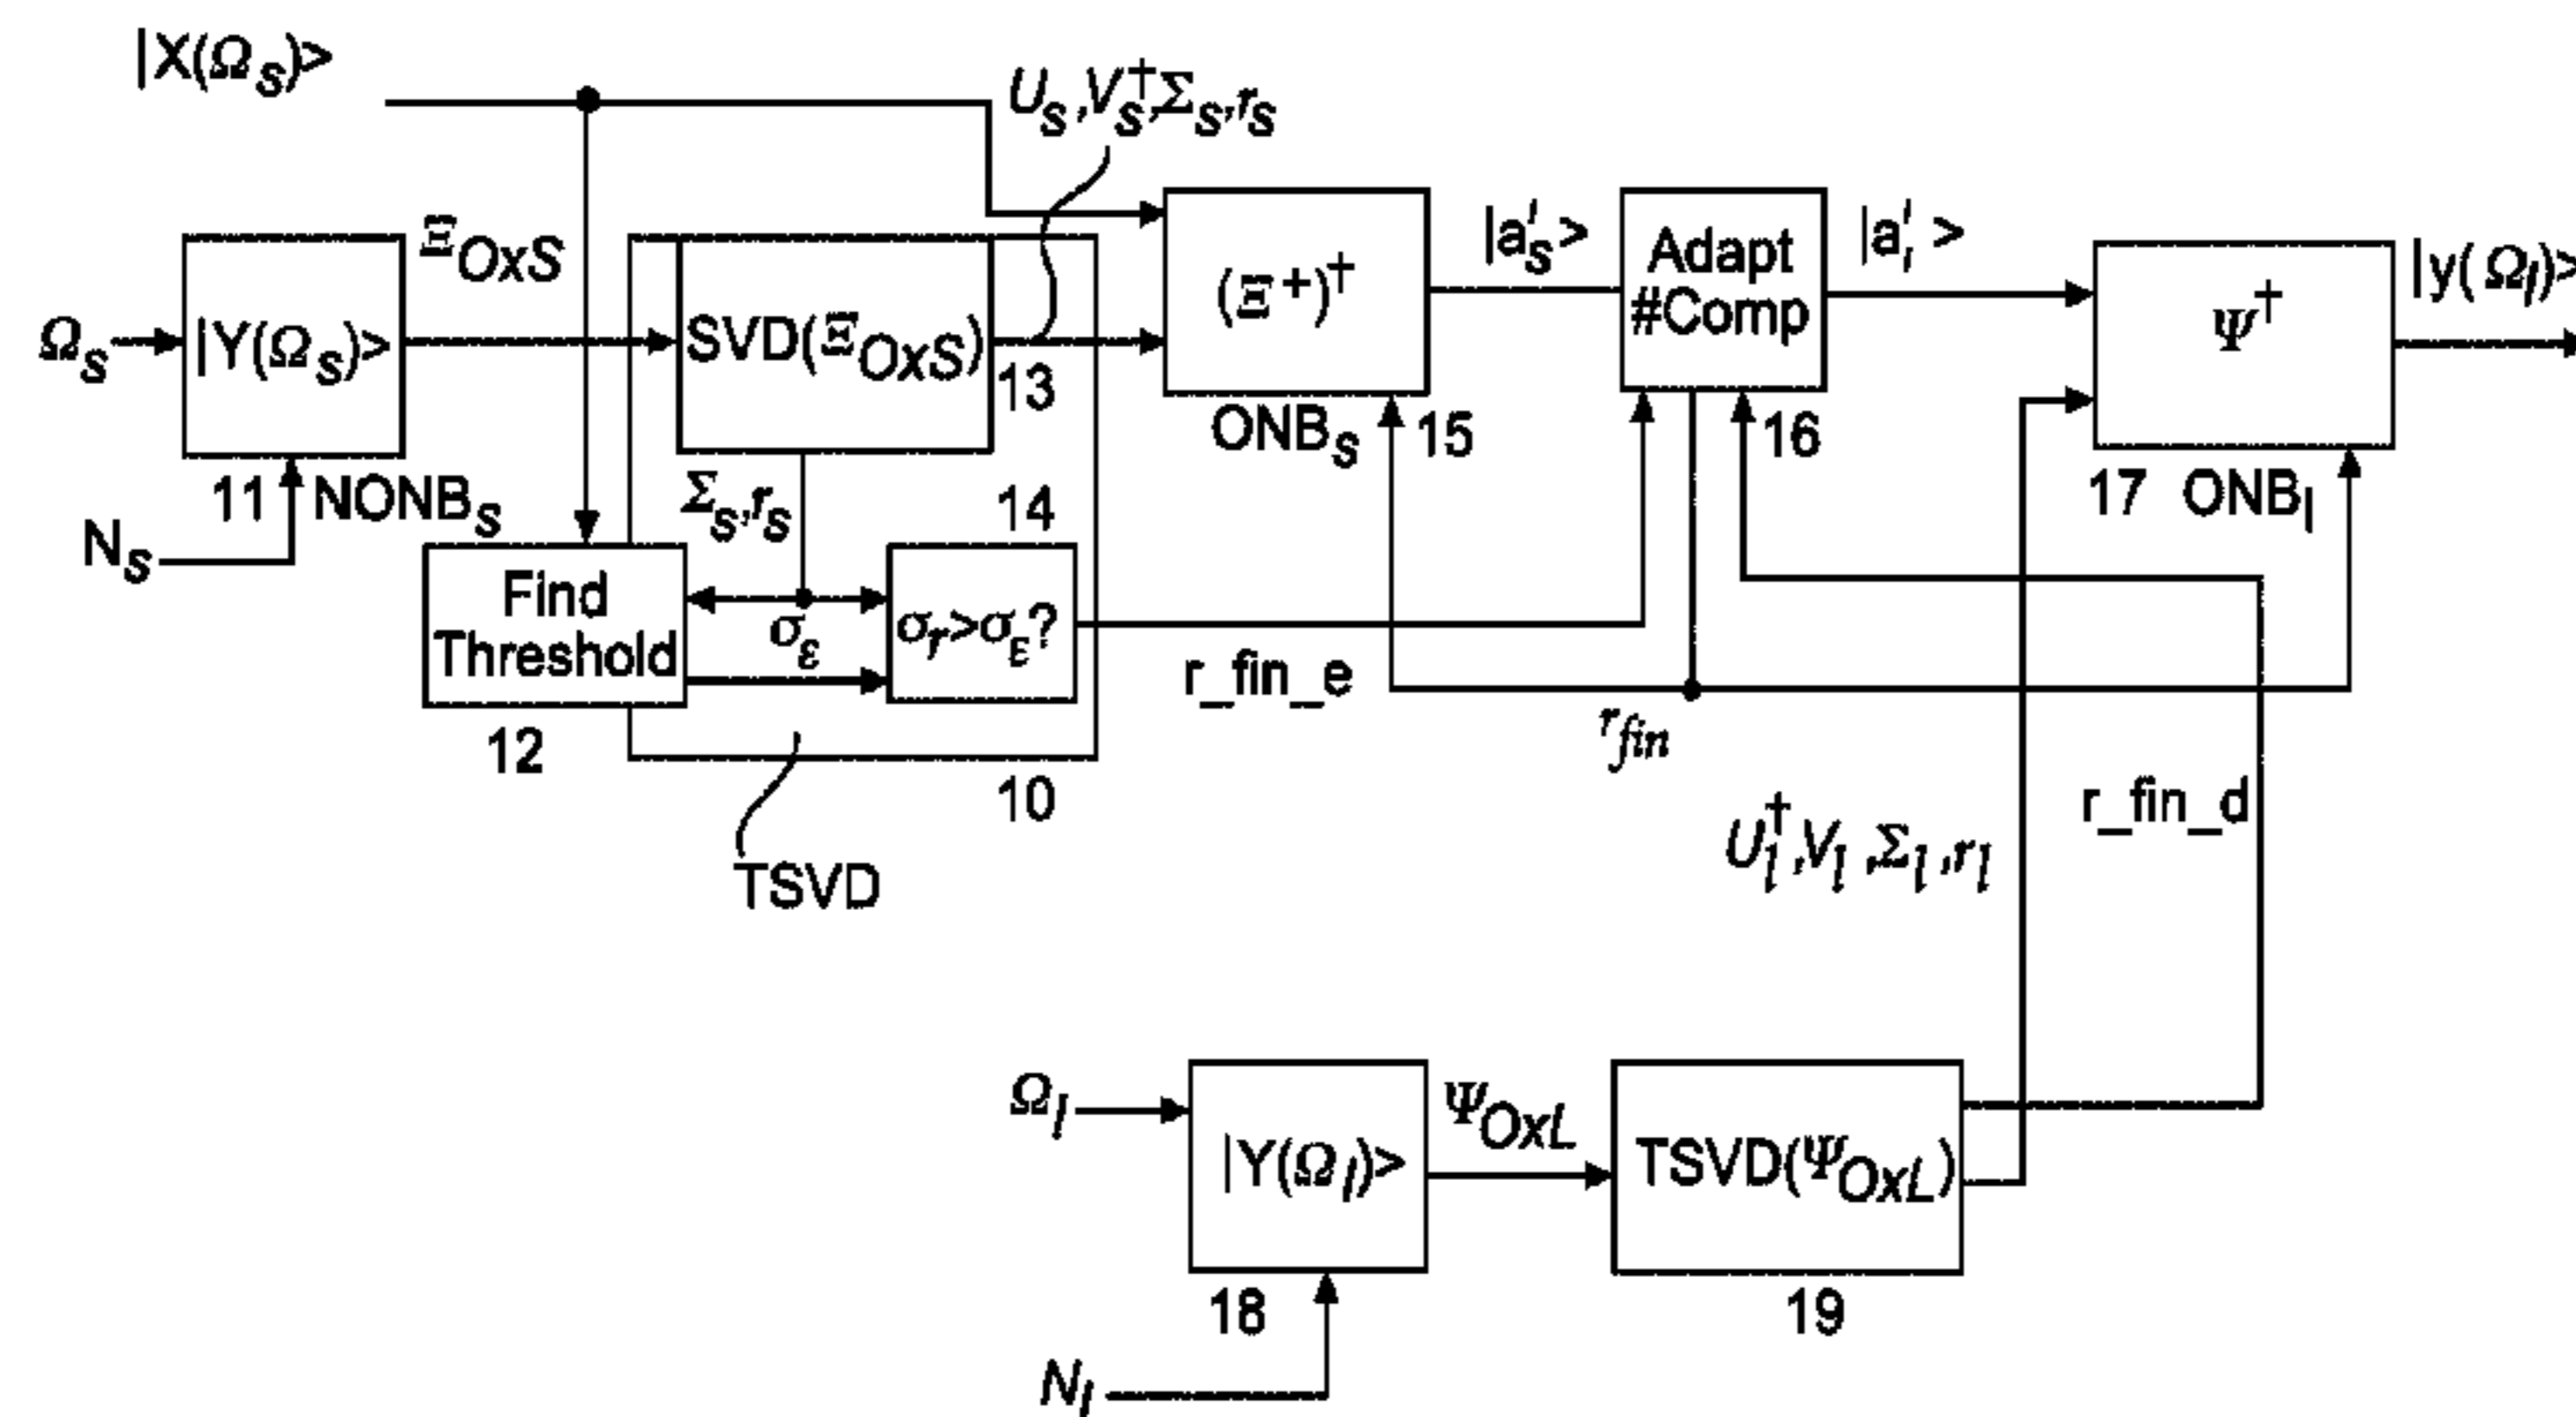 |X(Ω_s)>
U_s,V_s^†,Σ_s,r_s
Ξ_OxS
Ω_s
|Y(Ω_s)>
11
NONB_s
N_s
SVD(Ξ_OxS)
13
Σ_s,r_s
14
Find
Threshold
12
σ_ε
σ_r>σ_ε?
10
TSVD
r_fin_e
(Ξ^+)^†
ONB_s
15
|a'_s>
Adapt
#Comp
16
|a'_l>
Ψ^†
17
ONB_l
|y(Ω_l)>
r_fin
U_l^†,V_l,Σ_l,r_l
r_fin_d
Ω_l
|Y(Ω_l)>
18
N_l
Ψ_OxL
TSVD(Ψ_OxL)
19